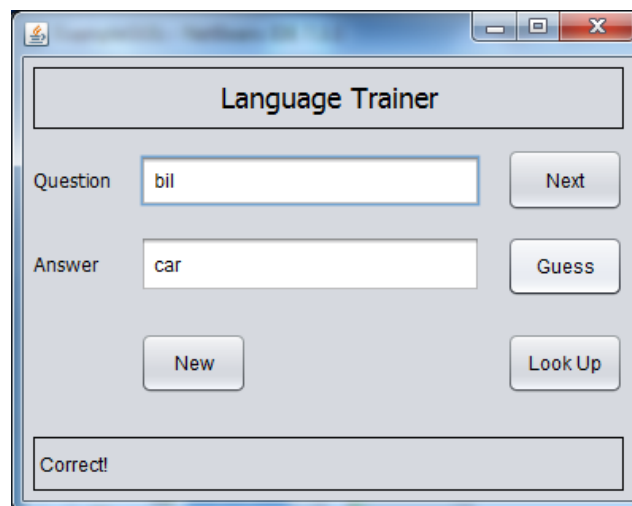 Language Trainer
Question bil Next
Answer car Guess
New Look Up
Correct!